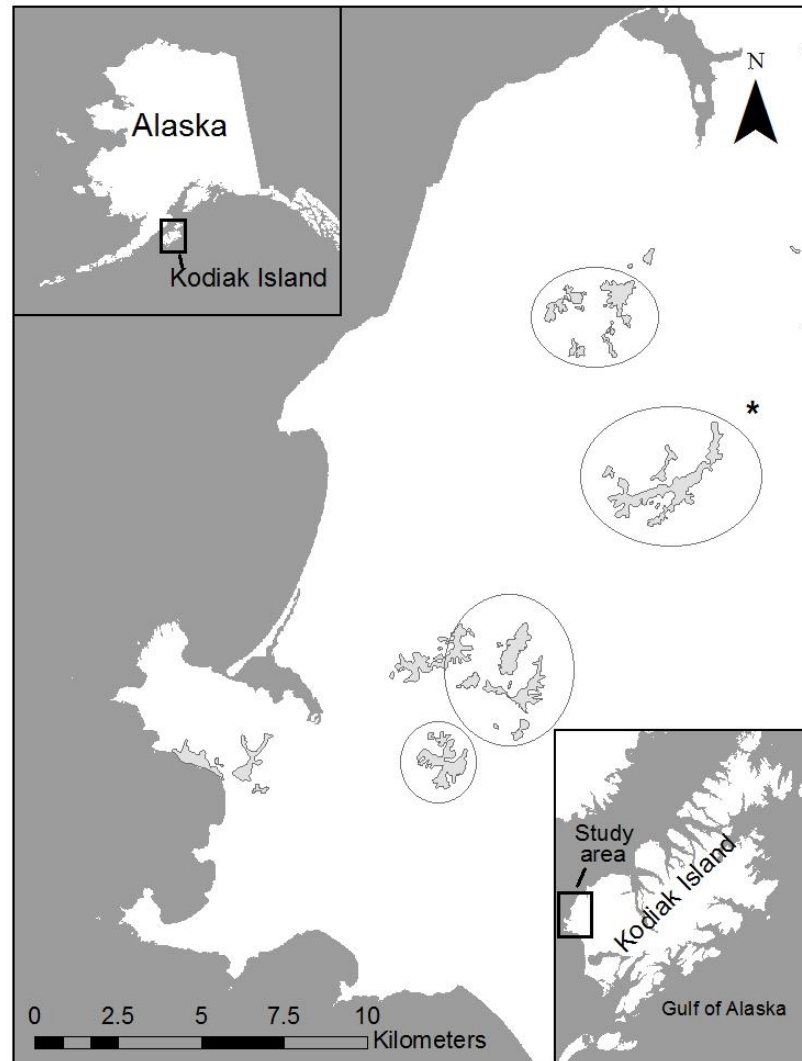 Alaska
Kodiak Island
N
*
Study
area
Kodiak Island
Gulf of Alaska
0 2.5 5 7.5 10
Kilometers